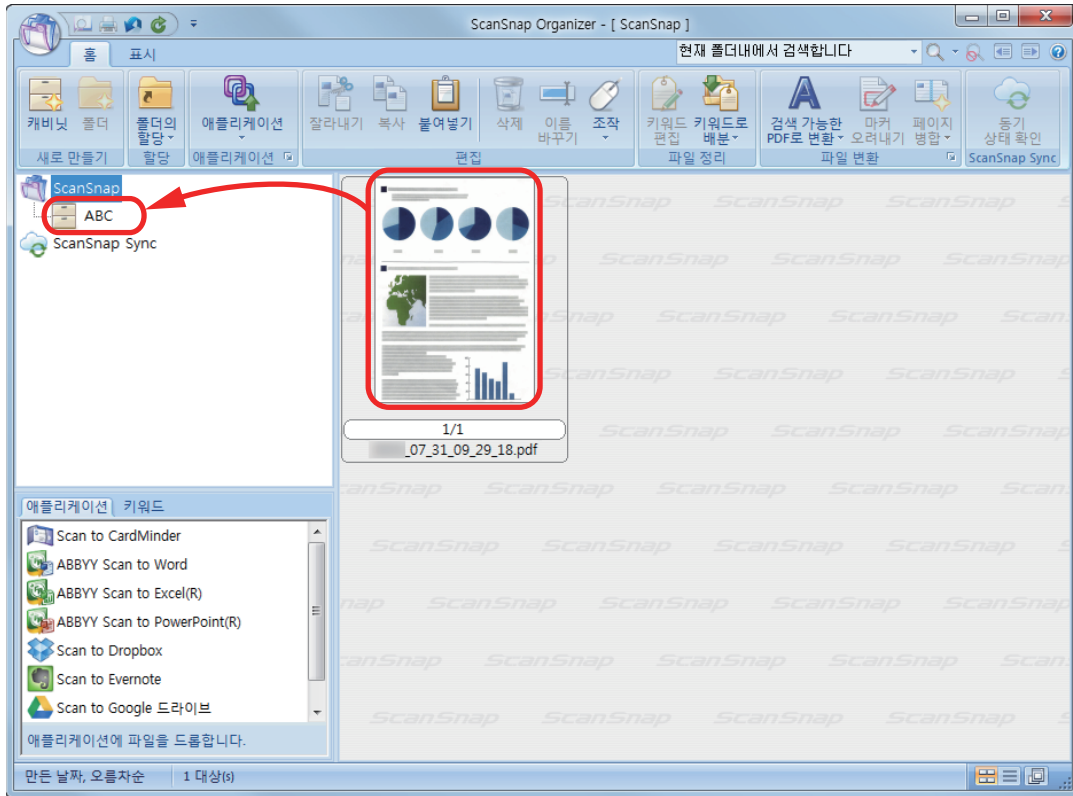 ScanSnap Organizer - [ ScanSnap ]
홈 표시
현재 폴더내에서 검색합니다
캐비닛 폴더
새로 만들기
폴더의
할당
할당
애플리케이션
애플리케이션
잘라내기 복사 붙여넣기 삭제 이름
바꾸기 조작
편집
키워드
편집
키워드로
배분
파일 정리
검색 가능한
PDF로 변환
마커
오려내기
페이지
병합
파일 변환
동기
상태 확인
ScanSnap Sync
ScanSnap
ABC
ScanSnap Sync
1/1
_07_31_09_29_18.pdf
애플리케이션 키워드
Scan to CardMinder
ABBYY Scan to Word
ABBYY Scan to Excel(R)
ABBYY Scan to PowerPoint(R)
Scan to Dropbox
Scan to Evernote
Scan to Google 드라이브
애플리케이션에 파일을 드롭합니다.
만든 날짜, 오름차순 1 대상(s)